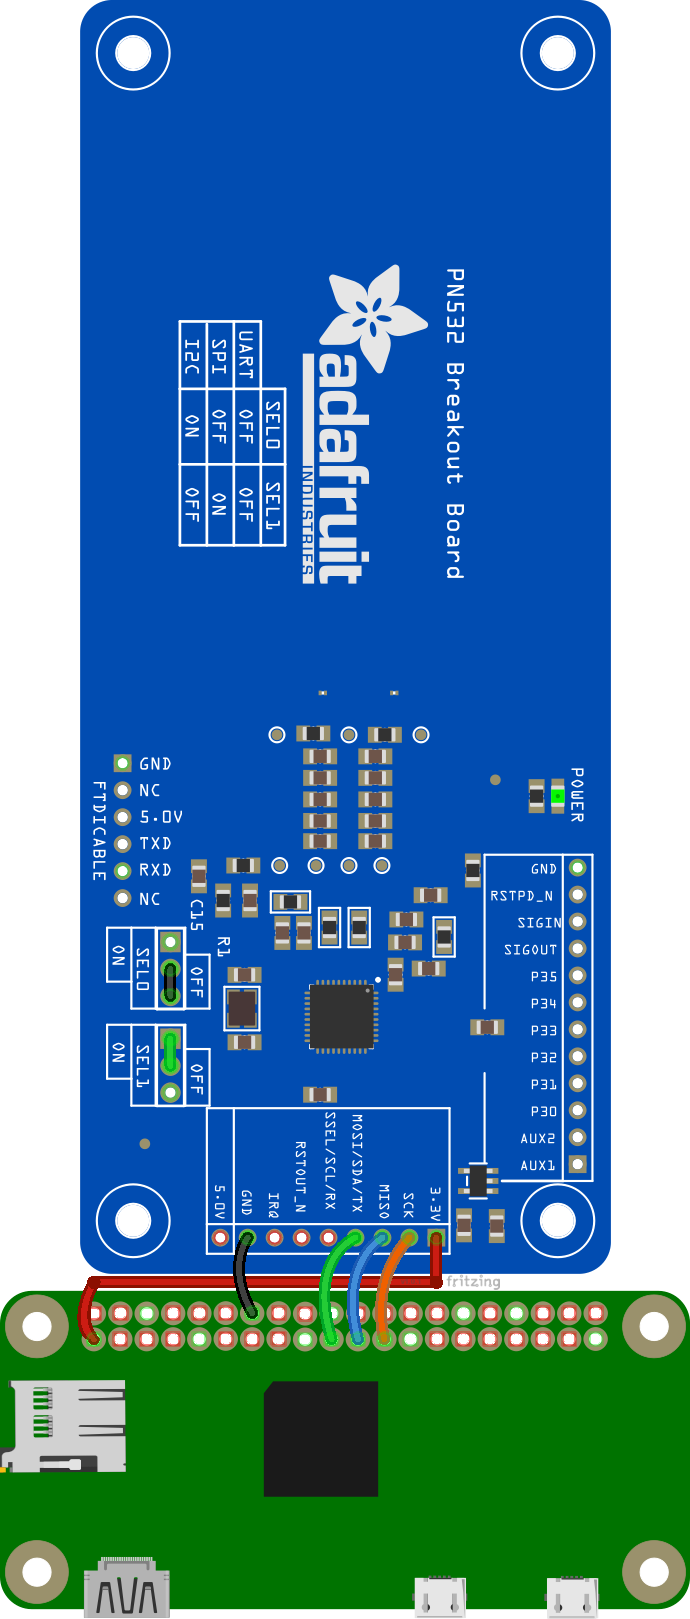 PN532 Breakout Board
adafruit
INDUSTRIES
SEL0 SEL1
UART OFF OFF
SPI OFF ON
I2C ON OFF
FTDICABLE
GND
NC
5.0V
TXD
RXD
NC
POWER
C15
R1
ON
SEL0
OFF
ON
SEL1
OFF
GND
RSTPD_N
SIGIN
SIGOUT
P35
P34
P33
P32
P31
P30
AUX2
AUX1
5.0V
GND
IRQ
RSTOUT_N
SSEL/SCL/RX
MOSI/SDA/TX
MISO
SCK
3.3V
fritzing